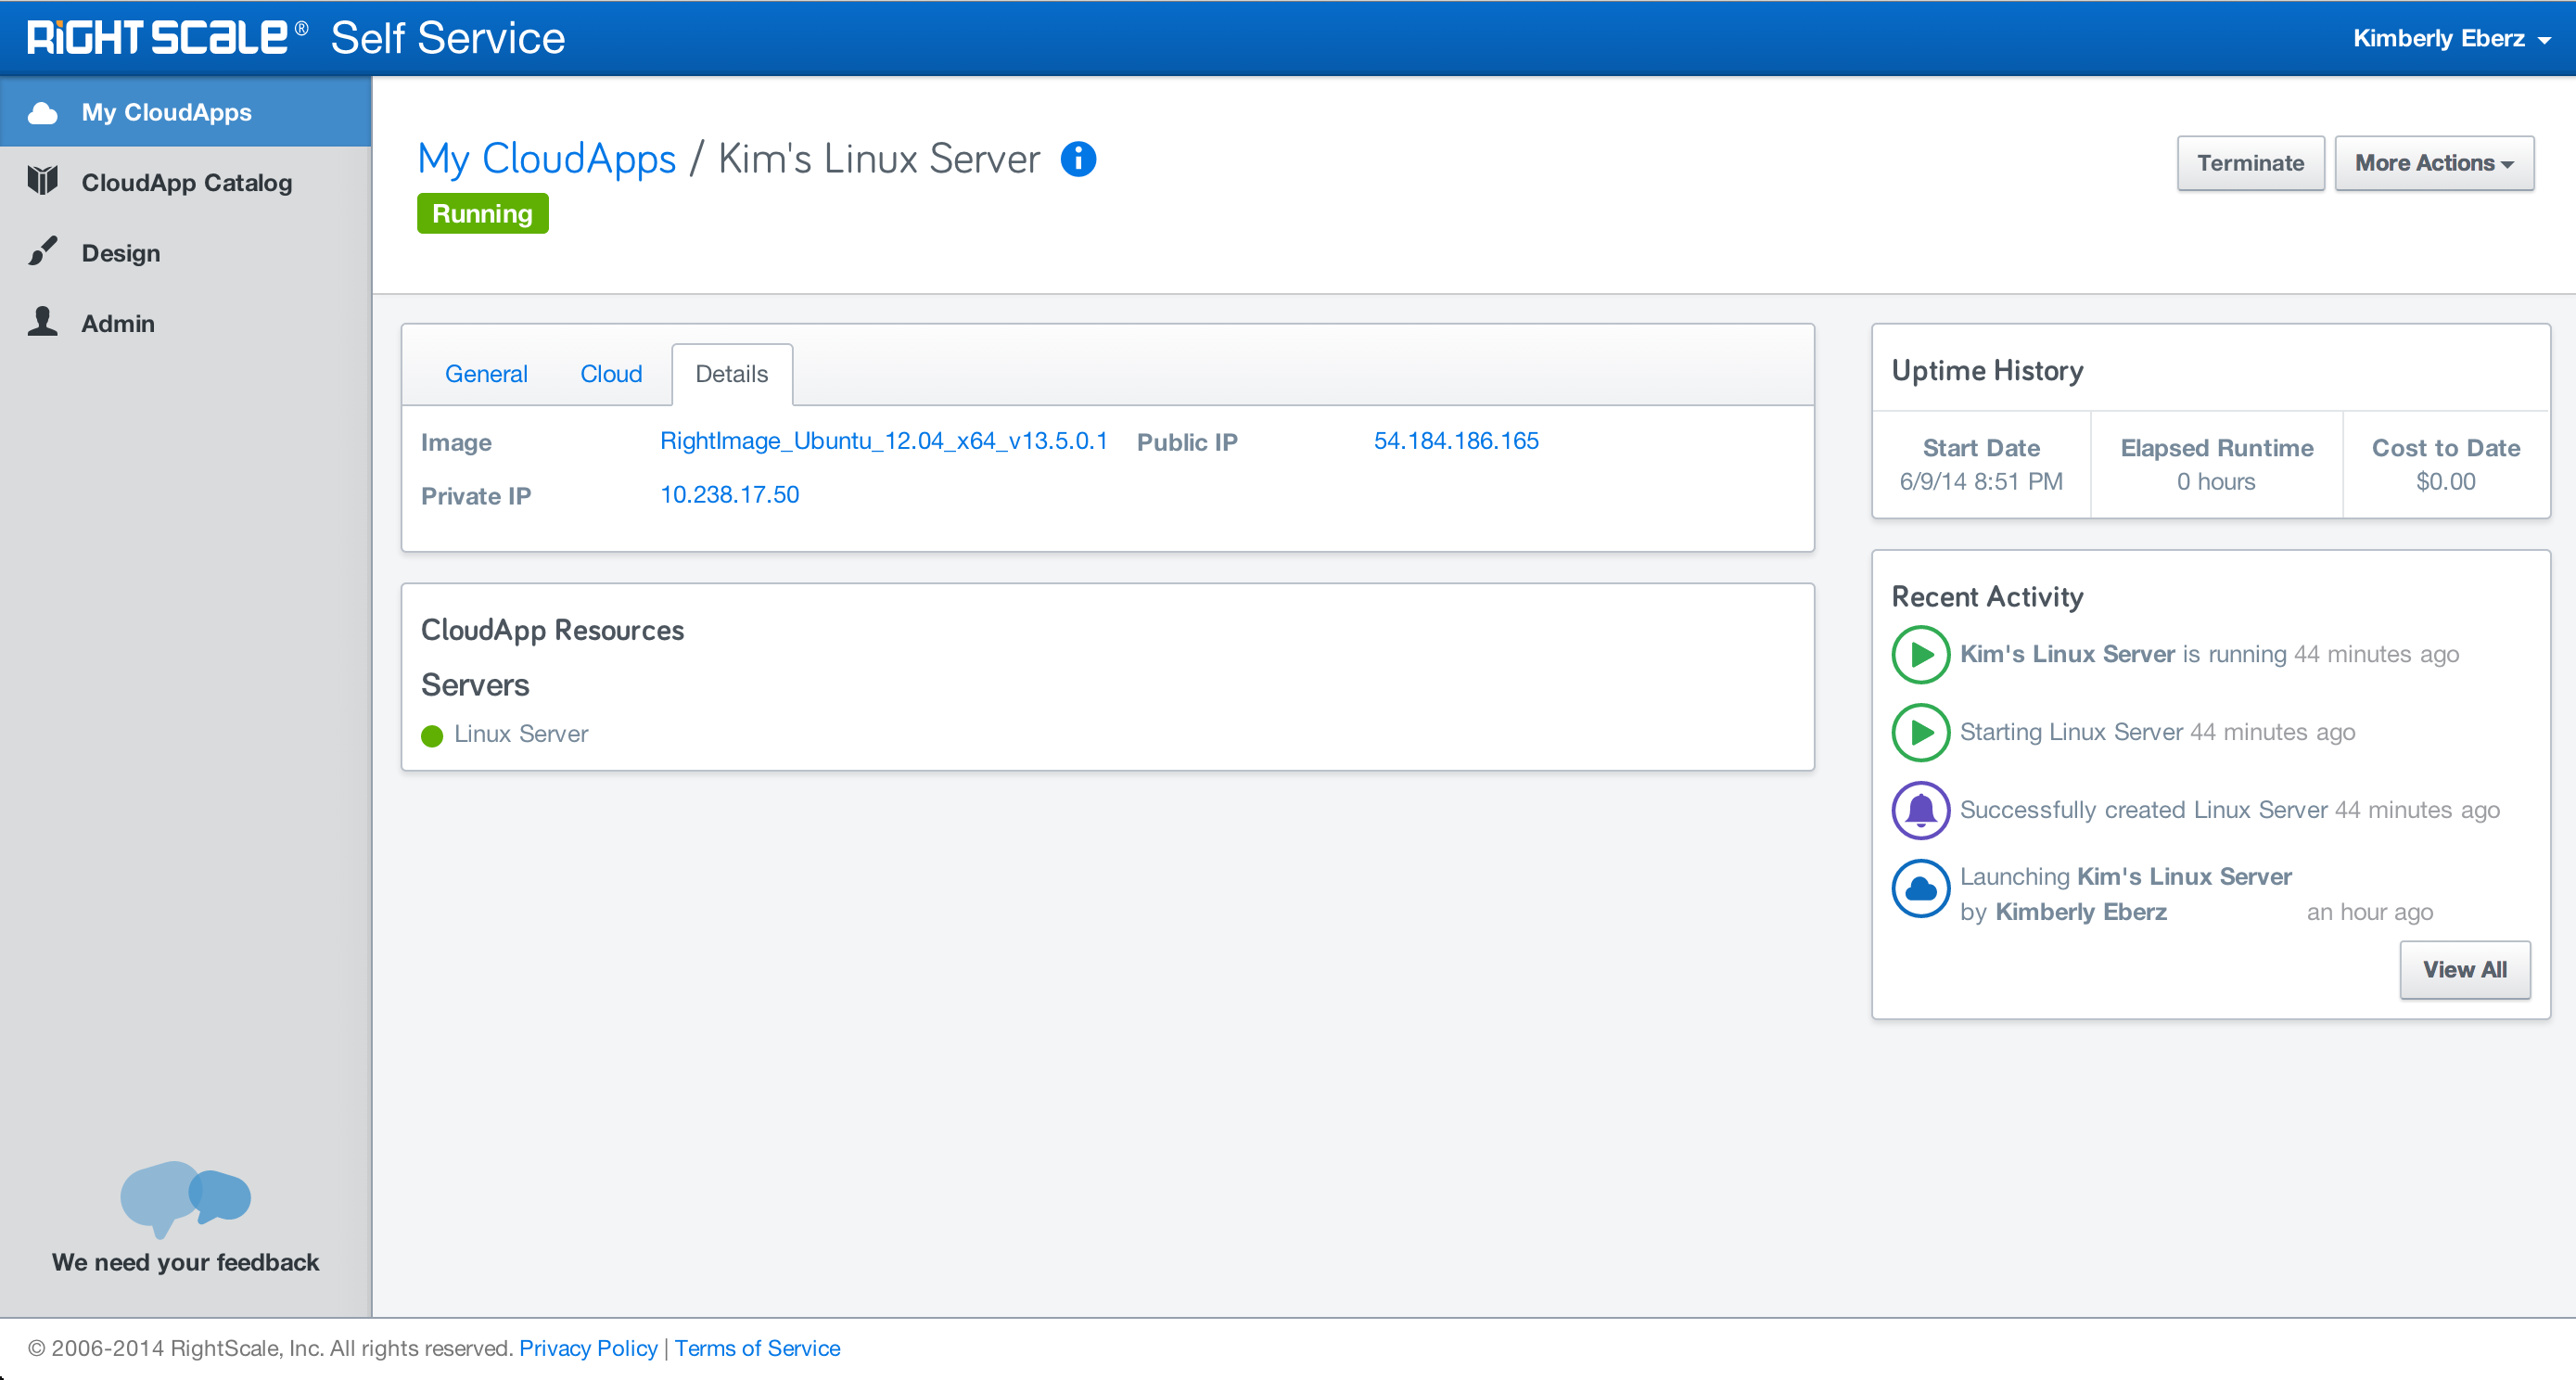 RIGHTSCALE® Self Service
Kimberly Eberz
My CloudApps
CloudApp Catalog
Design
Admin
We need your feedback
My CloudApps / Kim's Linux Server
Running
Terminate
More Actions
General Cloud Details
Image RightImage_Ubuntu_12.04_x64_v13.5.0.1 Public IP 54.184.186.165
Private IP 10.238.17.50
CloudApp Resources
Servers
Linux Server
Uptime History
Start Date Elapsed Runtime Cost to Date
6/9/14 8:51 PM 0 hours $0.00
Recent Activity
Kim's Linux Server is running 44 minutes ago
Starting Linux Server 44 minutes ago
Successfully created Linux Server 44 minutes ago
Launching Kim's Linux Server
by Kimberly Eberz an hour ago
View All
© 2006-2014 RightScale, Inc. All rights reserved. Privacy Policy | Terms of Service